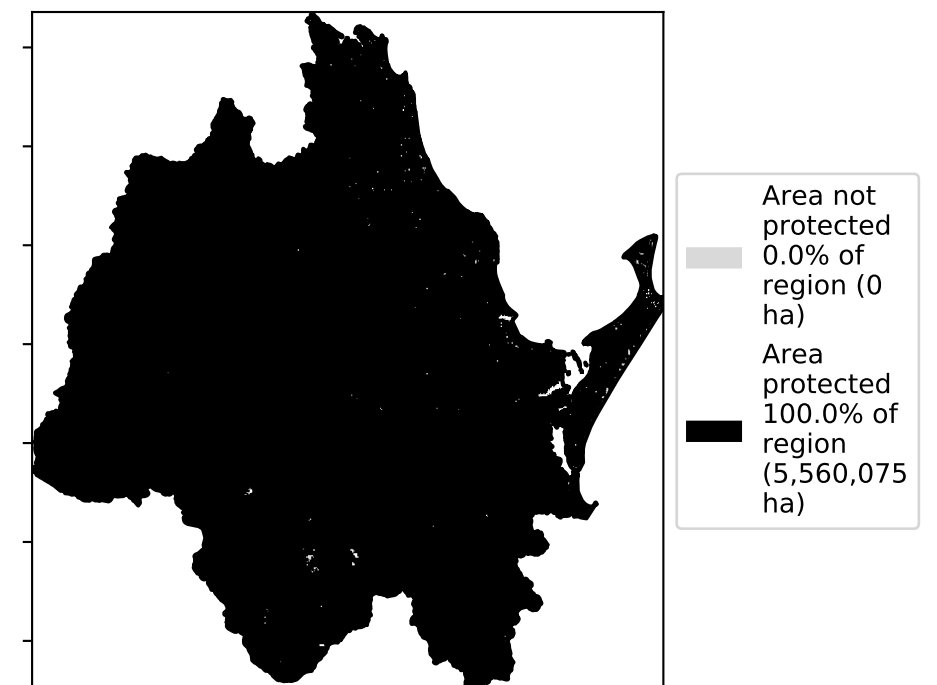 Area not
protected
0.0% of
region (0
ha)
Area
protected
100.0% of
region
(5,560,075
ha)